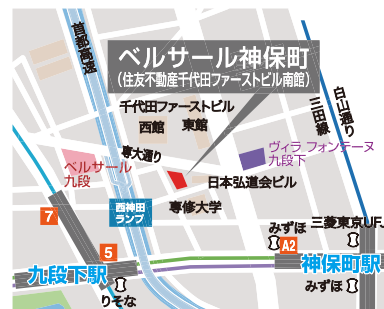 首都高速
ベルサール神保町
(住友不動産千代田ファーストビル南館)
白山通り
三田線
千代田ファーストビル
西館
東館
専大通り
ヴィラ フォンテーヌ
九段下
ベルサール
九段
日本弘道会ビル
西神田
ランプ
専修大学
7
5
みずほ
三菱東京UFJ
A2
九段下駅
神保町駅
りそな
みずほ